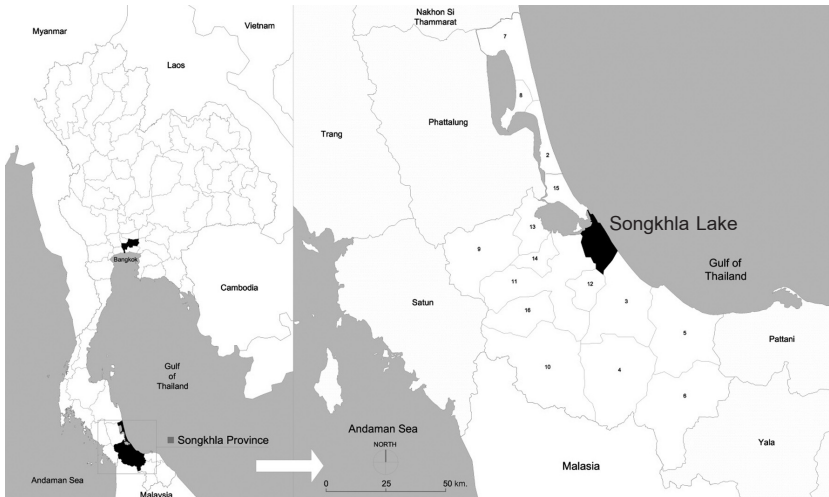 Myanmar
Vietnam
Laos
Bangkok
Cambodia
Gulf
of
Thailand
Songkhla Province
Andaman Sea
Malaysia
Nakhon Si
Thammarat
7
8
Trang
Phattalung
2
15
Songkhla Lake
13
9
14
Gulf of
Thailand
11
12
Satun
3
16
5
Pattani
10
4
6
Andaman Sea
NORTH
Yala
Malasia
0
25
50 km.